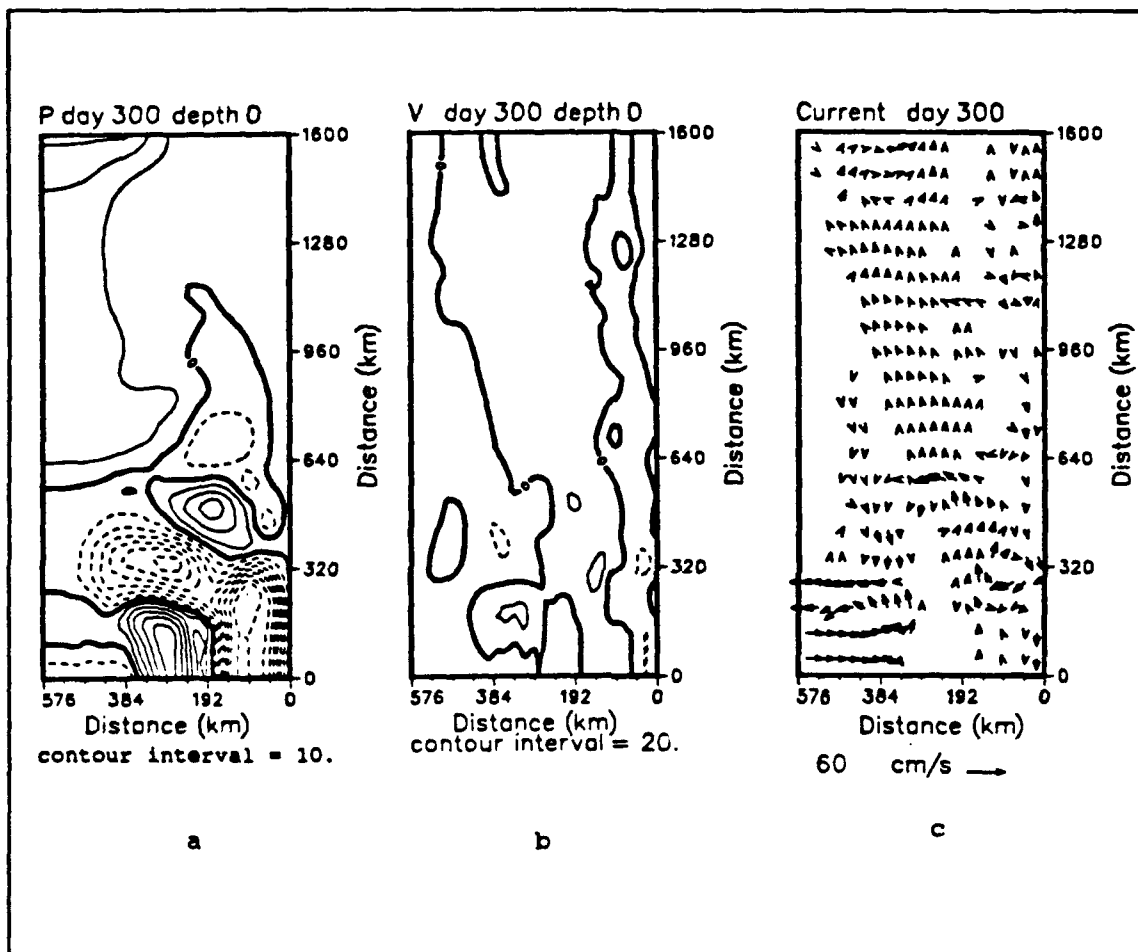 P day 300 depth 0
1600
1280
960
640
320
0
Distance (km)
576 384 192 0
Distance (km)
contour interval = 10.
a
V day 300 depth 0
1600
1280
960
640
320
0
Distance (km)
576 384 192 0
Distance (km)
contour interval = 20.
b
Current day 300
1600
1280
960
640
320
0
Distance (km)
576 384 192 0
Distance (km)
60 cm/s
c